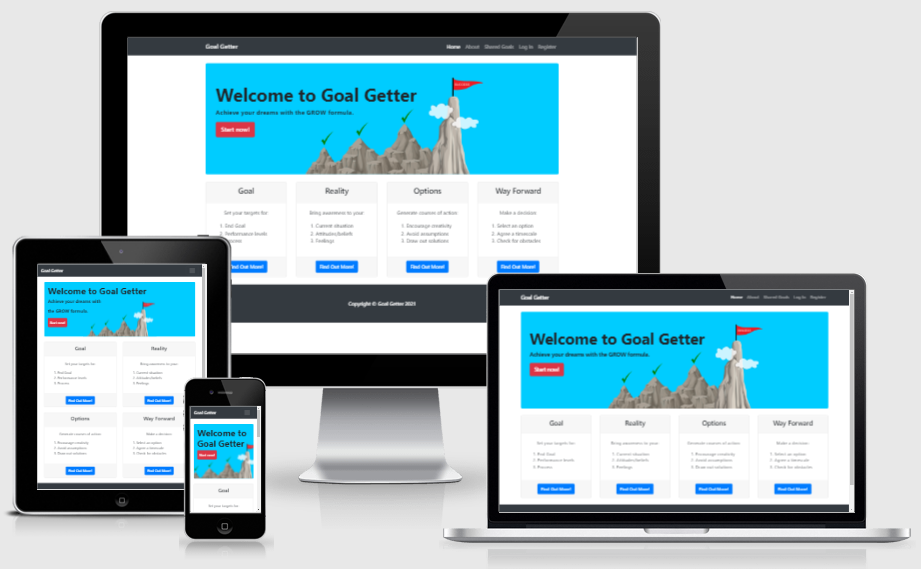 Goal Getter
Home About Shared Goals Log In Register
Welcome to Goal Getter
Achieve your dreams with the GROW formula.
Start now!
Goal
Reality
Options
Way Forward
Set your targets for
Bring awareness to your
Generate courses of action
Make a decision
1. End Goal
2. Performance levels
1. Current situation
2. Attitudes/beliefs
3. Feelings
1. Encourage creativity
2. Avoid assumptions
3. Draw out solutions
1. Select an option
2. Agree a timescale
3. Check for obstacles
Find Out More!
Find Out More!
Find Out More!
Find Out More!
Copyright © Goal Getter 2021
Goal Getter
Welcome to Goal Getter
Achieve your dreams with
the GROW formula.
Start now!
Goal
Reality
Set your targets for
Bring awareness to your
1. End Goal
2. Performance levels
3. Process
1. Current situation
2. Attitudes/beliefs
3. Feelings
Find Out More!
Find Out More!
Options
Way Forward
Generate courses of action
Make a decision
1. Encourage creativity
2. Avoid assumptions
3. Draw out solutions
1. Select an option
2. Agree a timescale
3. Check for obstacles
Find Out More!
Find Out More!
Goal Getter
Welcome to
Goal Getter
Start now!
Goal
Set your targets for
Goal Getter
Home About Shared Goals Log In Register
Welcome to Goal Getter
Achieve your dreams with the GROW formula.
Start now!
Goal
Reality
Options
Way Forward
Set your targets for
Bring awareness to your
Generate courses of action
Make a decision
1. End Goal
2. Performance levels
3. Process
1. Current situation
2. Attitudes/beliefs
3. Feelings
1. Encourage creativity
2. Avoid assumptions
3. Draw out solutions
1. Select an option
2. Agree a timescale
3. Check for obstacles
Find Out More!
Find Out More!
Find Out More!
Find Out More!